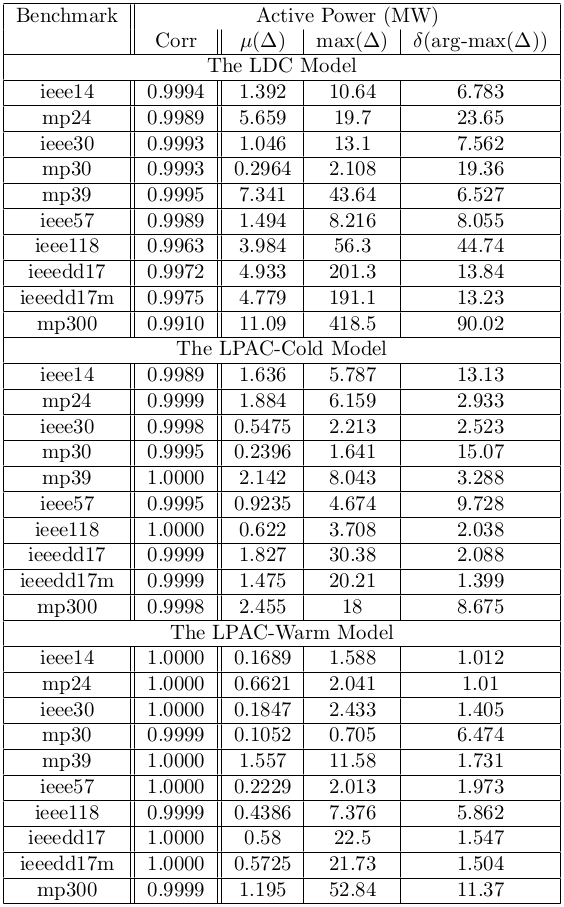 Benchmark Active Power (MW)
Corr μ(Δ) max(Δ) δ(arg-max(Δ))
The LDC Model
ieee14 0.9994 1.392 10.64 6.783
mp24 0.9989 5.659 19.7 23.65
ieee30 0.9993 1.046 13.1 7.562
mp30 0.9993 0.2964 2.108 19.36
mp39 0.9995 7.341 43.64 6.527
ieee57 0.9989 1.494 8.216 8.055
ieee118 0.9963 3.984 56.3 44.74
ieeedd17 0.9972 4.933 201.3 13.84
ieeedd17m 0.9975 4.779 191.1 13.23
mp300 0.9910 11.09 418.5 90.02
The LPAC-Cold Model
ieee14 0.9989 1.636 5.787 13.13
mp24 0.9999 1.884 6.159 2.933
ieee30 0.9998 0.5475 2.213 2.523
mp30 0.9995 0.2396 1.641 15.07
mp39 1.0000 2.142 8.043 3.288
ieee57 0.9995 0.9235 4.674 9.728
ieee118 1.0000 0.622 3.708 2.038
ieeedd17 0.9999 1.827 30.38 2.088
ieeedd17m 0.9999 1.475 20.21 1.399
mp300 0.9998 2.455 18 8.675
The LPAC-Warm Model
ieee14 1.0000 0.1689 1.588 1.012
mp24 1.0000 0.6621 2.041 1.01
ieee30 1.0000 0.1847 2.433 1.405
mp30 0.9999 0.1052 0.705 6.474
mp39 1.0000 1.557 11.58 1.731
ieee57 1.0000 0.2229 2.013 1.973
ieee118 0.9999 0.4386 7.376 5.862
ieeedd17 1.0000 0.58 22.5 1.547
ieeedd17m 1.0000 0.5725 21.73 1.504
mp300 0.9999 1.195 52.84 11.37